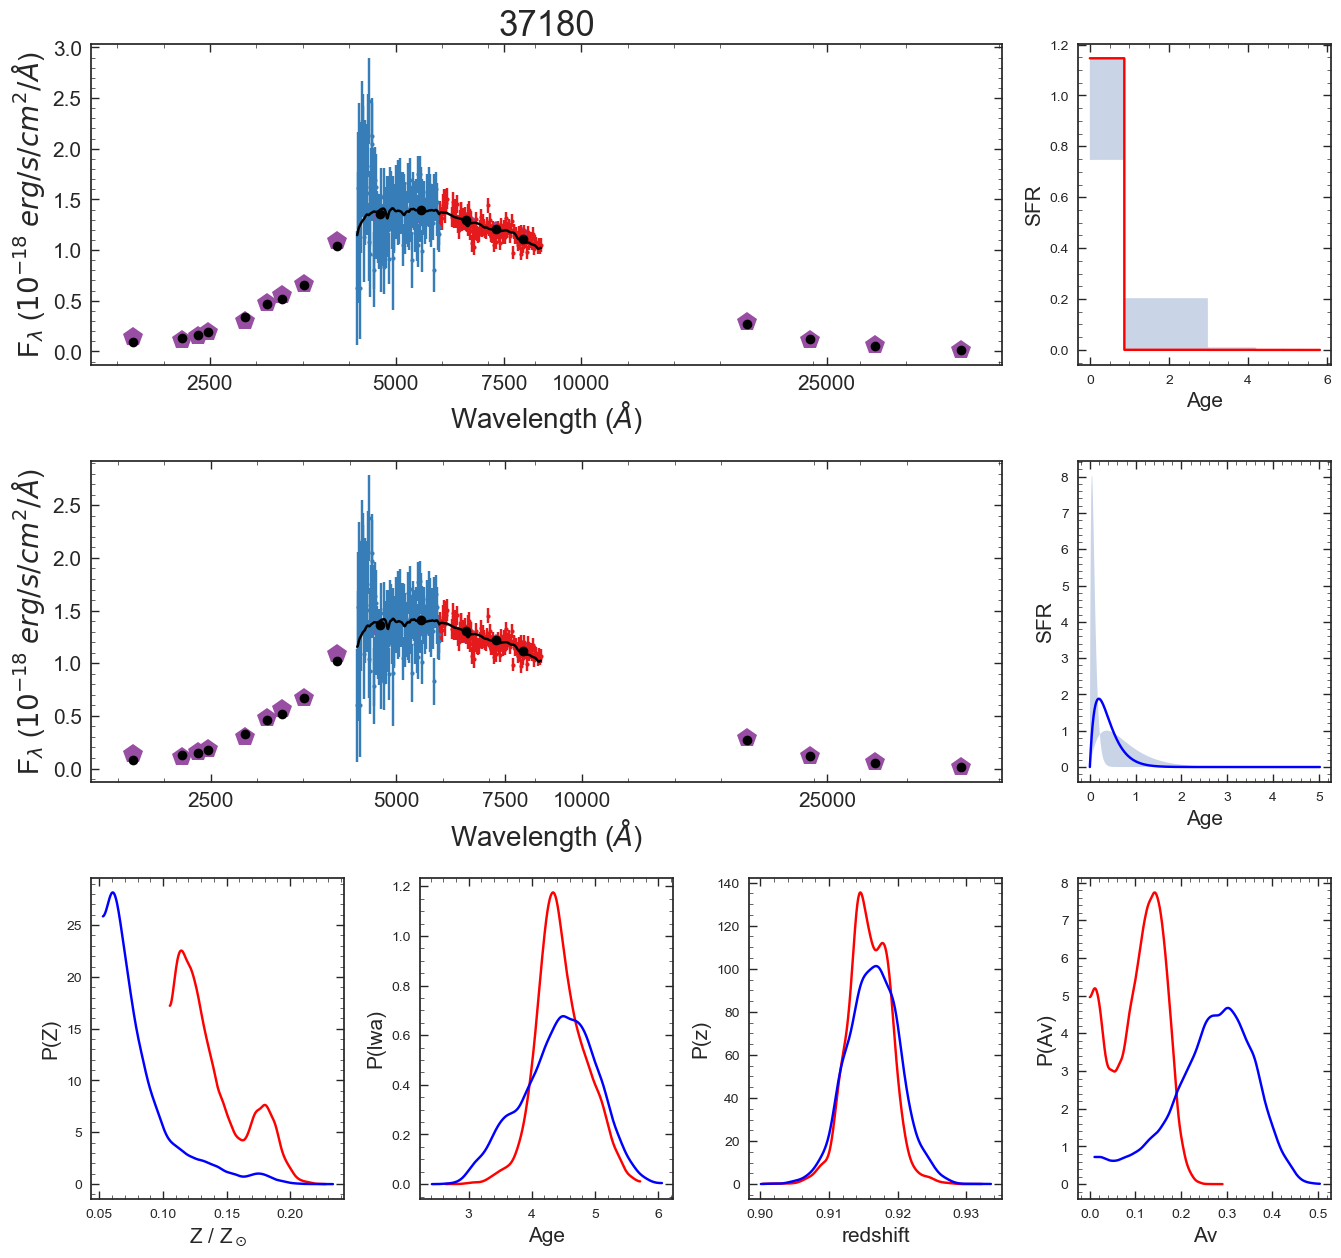 37180
F_λ (10^−18 erg/s/cm^2/Å)
3.0
2.5
2.0
1.5
1.0
0.5
0.0
2500 5000 7500 10000 25000
Wavelength (Å)
SFR
1.2
1.0
0.8
0.6
0.4
0.2
0.0
0 2 4 6
Age
F_λ (10^−18 erg/s/cm^2/Å)
2.5
2.0
1.5
1.0
0.5
0.0
2500 5000 7500 10000 25000
Wavelength (Å)
SFR
8
7
6
5
4
3
2
1
0
0 1 2 3 4 5
Age
P(Z)
25
20
15
10
5
0
0.05 0.10 0.15 0.20
Z / Z_⊙
P(lwa)
1.2
1.0
0.8
0.6
0.4
0.2
0.0
3 4 5 6
Age
P(z)
140
120
100
80
60
40
20
0
0.90 0.91 0.92 0.93
redshift
P(Av)
8
7
6
5
4
3
2
1
0
0.0 0.1 0.2 0.3 0.4 0.5
Av